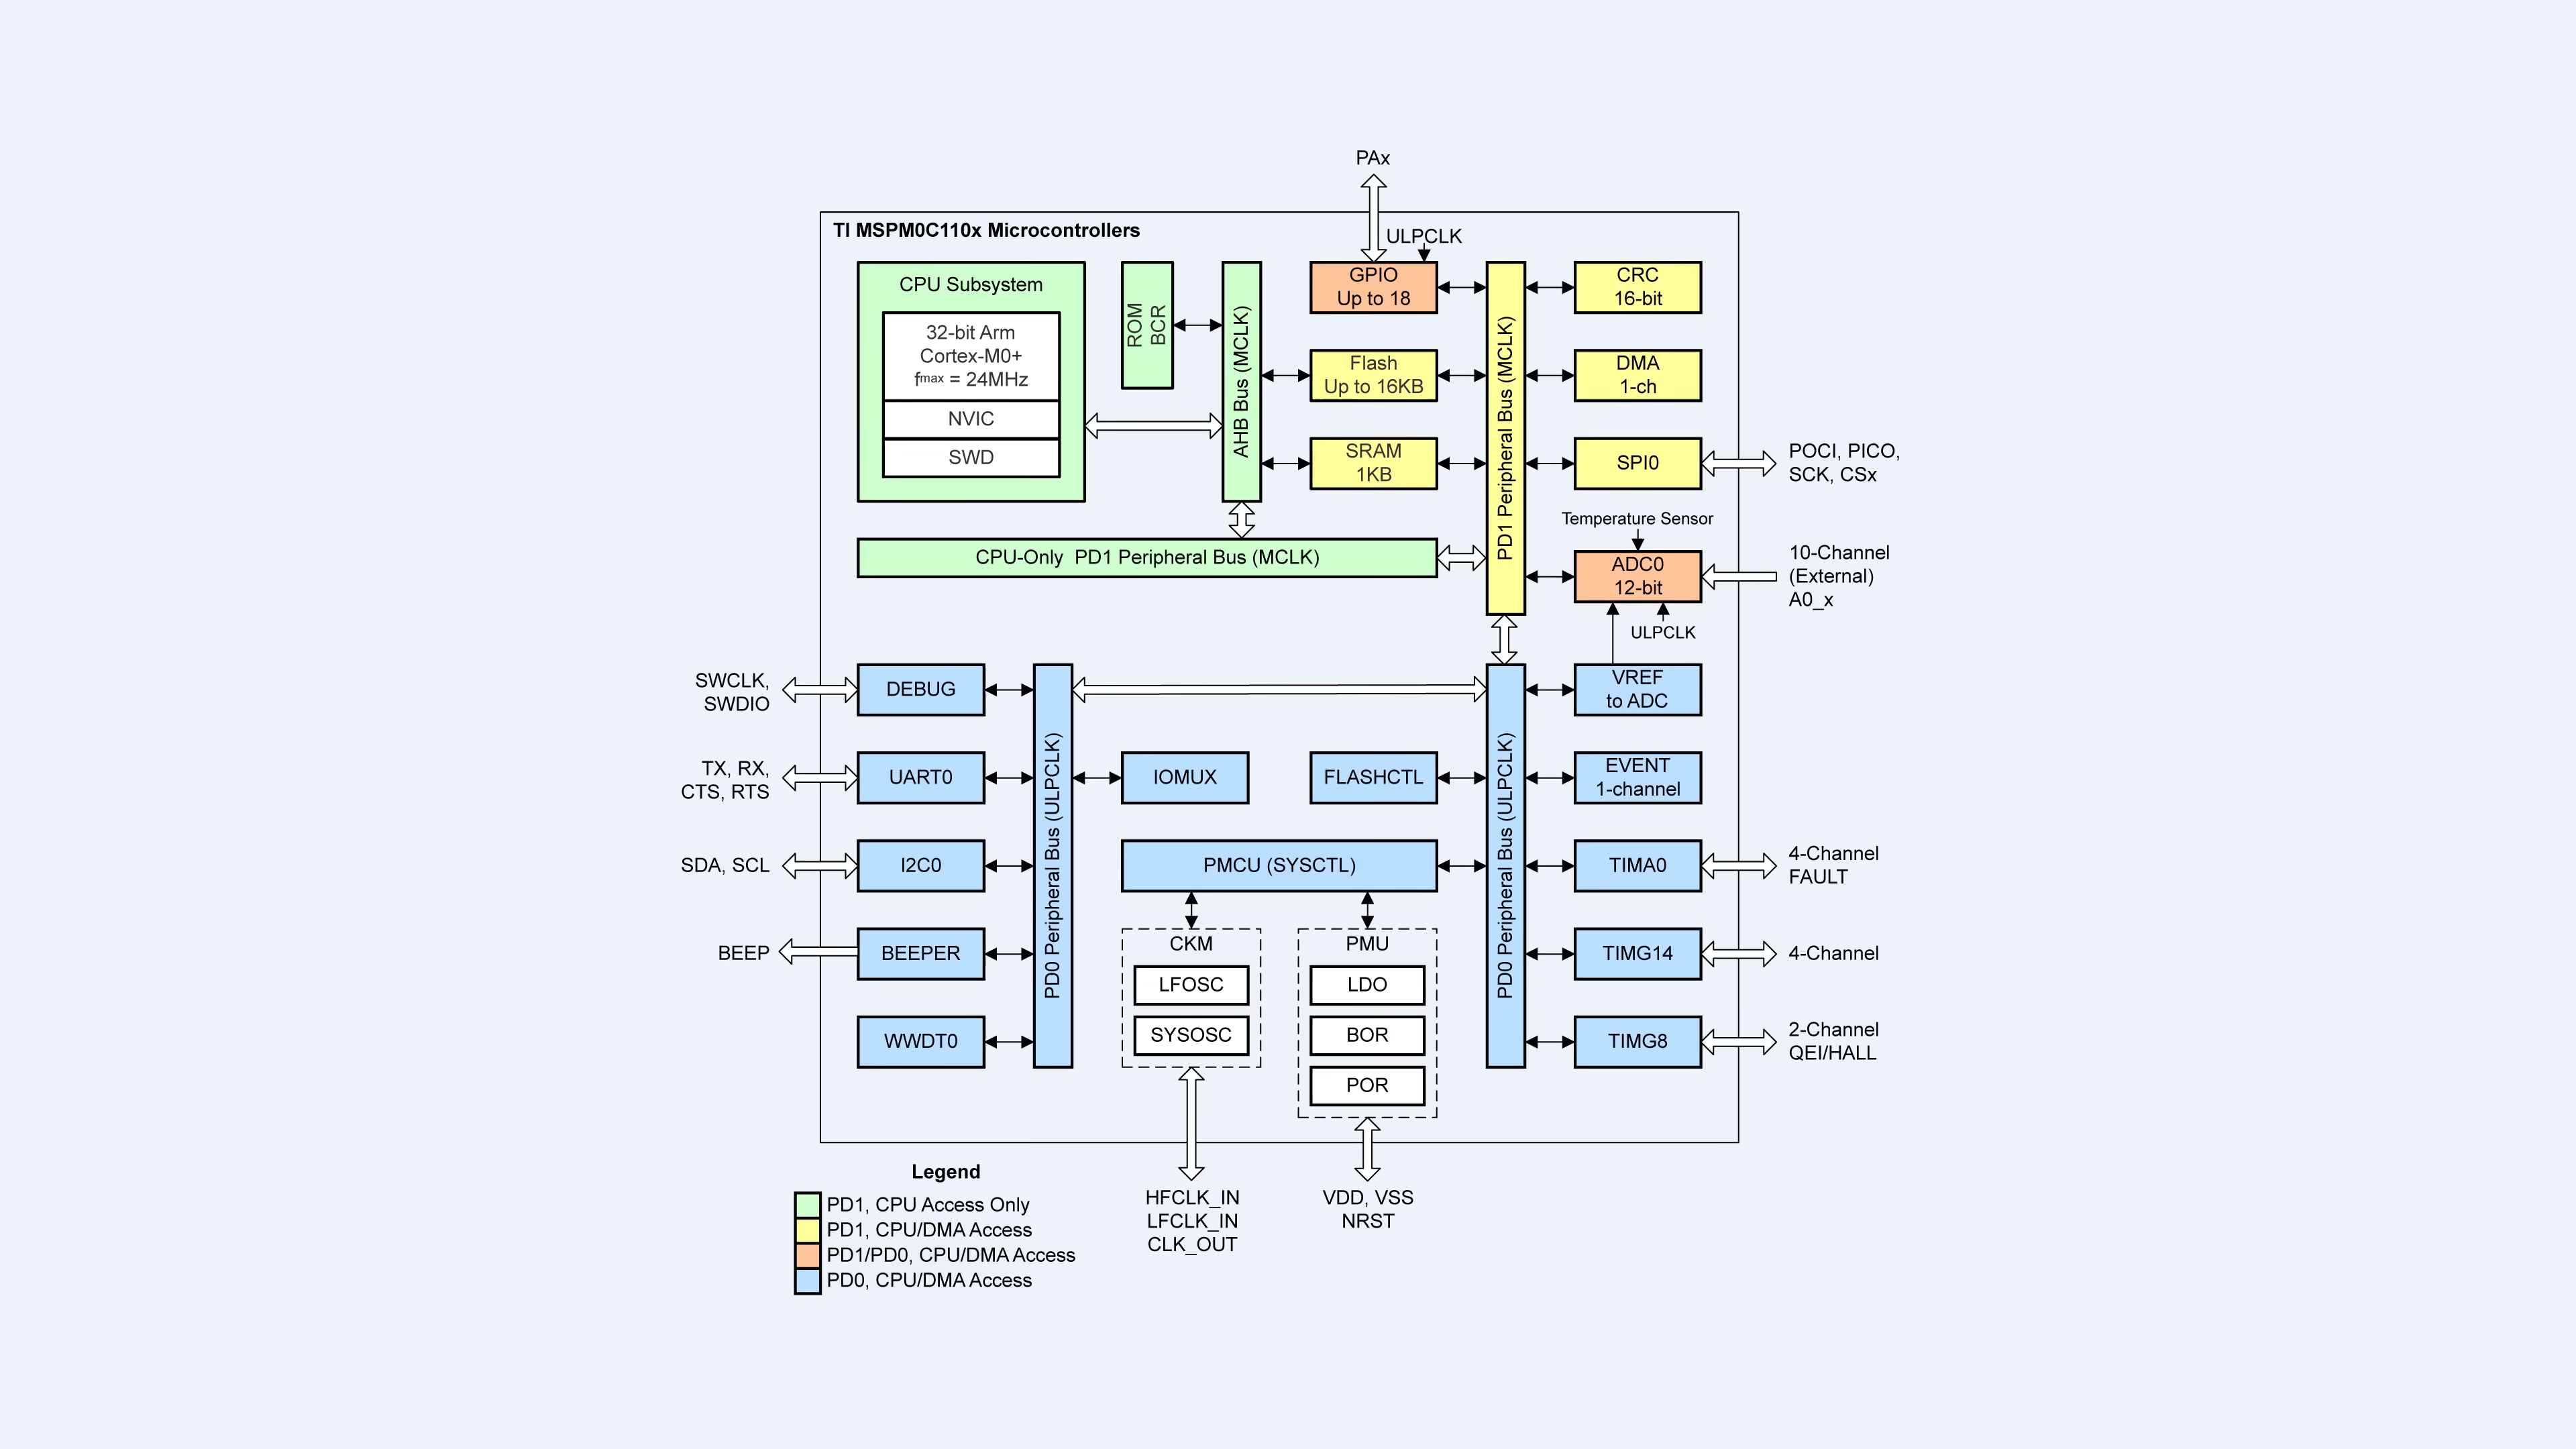 PAx
TI MSPM0C110x Microcontrollers
ULPCLK
CPU Subsystem
32-bit Arm
Cortex-M0+
fmax = 24MHz
NVIC
SWD
ROM
BCR
AHB Bus (MCLK)
GPIO
Up to 18
Flash
Up to 16KB
SRAM
1KB
PD1 Peripheral Bus (MCLK)
CRC
16-bit
DMA
1-ch
SPI0
POCI, PICO,
SCK, CSx
CPU-Only PD1 Peripheral Bus (MCLK)
Temperature Sensor
ADC0
12-bit
10-Channel
(External)
A0_x
ULPCLK
SWCLK,
SWDIO
DEBUG
VREF
to ADC
TX, RX,
CTS, RTS
UART0
PD0 Peripheral Bus (ULPCLK)
IOMUX
FLASHCTL
PD0 Peripheral Bus (ULPCLK)
EVENT
1-channel
SDA, SCL
I2C0
PMCU (SYSCTL)
TIMA0
4-Channel
FAULT
BEEP
BEEPER
CKM
LFOSC
SYSOSC
PMU
LDO
BOR
POR
TIMG14
4-Channel
WWDT0
TIMG8
2-Channel
QEI/HALL
HFCLK_IN
LFCLK_IN
CLK_OUT
VDD, VSS
NRST
Legend
PD1, CPU Access Only
PD1, CPU/DMA Access
PD1/PD0, CPU/DMA Access
PD0, CPU/DMA Access